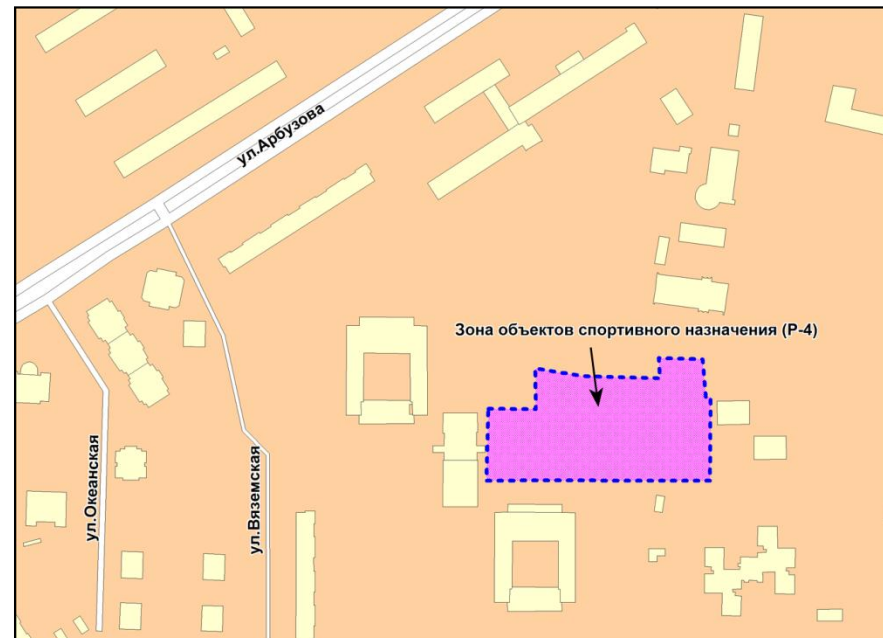 ул.Арбузова
Зона объектов спортивного назначения (Р-4)
ул.Океанская
ул.Вяземская